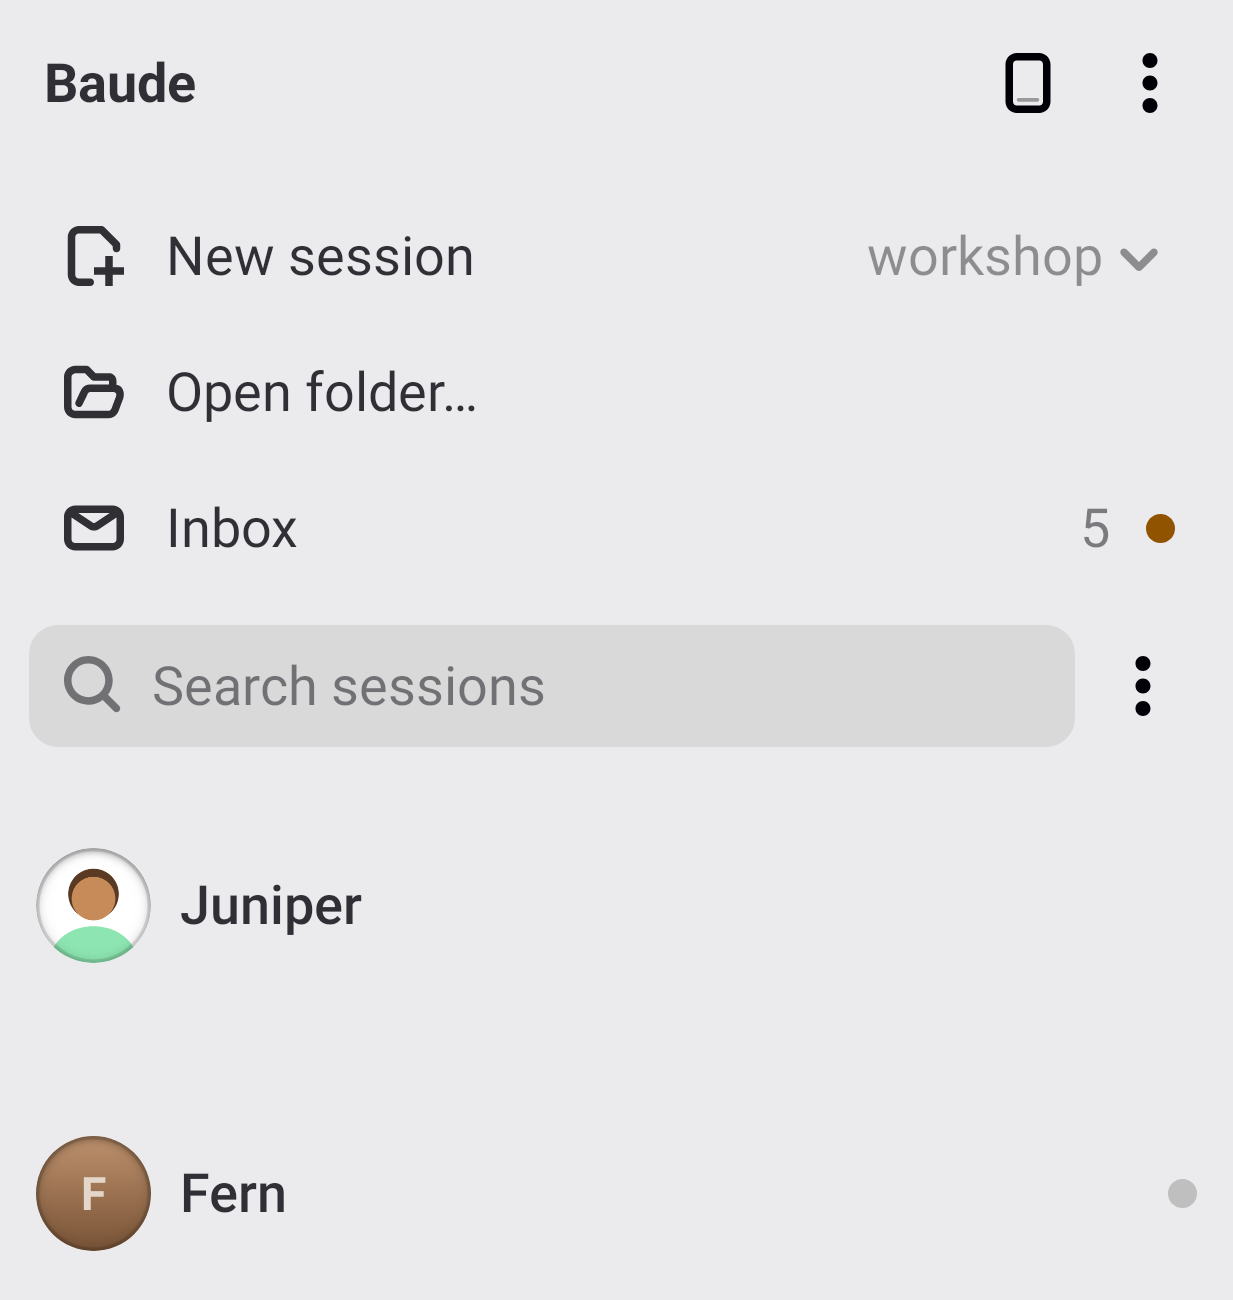 Baude
New session workshop
Open folder...
Inbox 5
Search sessions
Juniper
F Fern